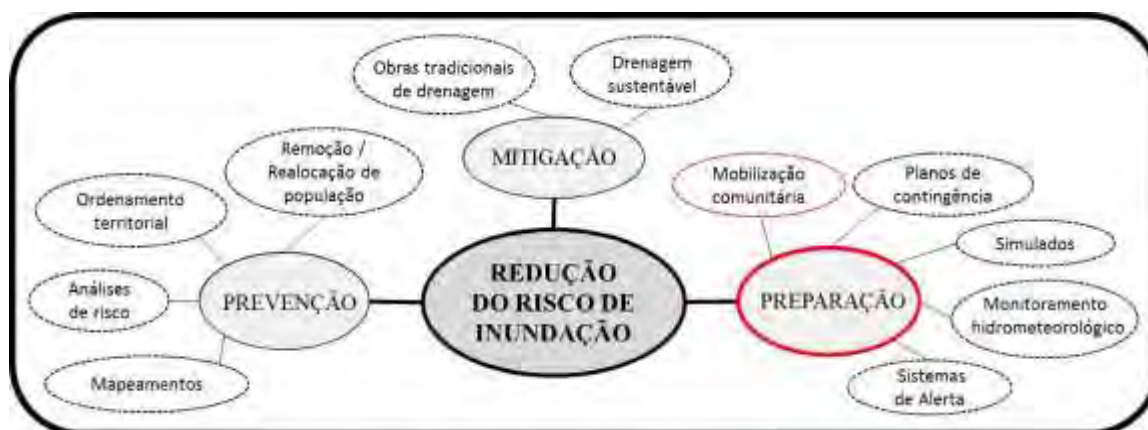 Obras tradicionais
de drenagem
Drenagem
sustentável
MITIGAÇÃO
Remoção /
Realocação de
população
Ordenamento
territorial
Análises
de risco
PREVENÇÃO
Mapeamentos
REDUÇÃO
DO RISCO DE
INUNDAÇÃO
Mobilização
comunitária
Planos de
contingência
Simulados
PREPARAÇÃO
Monitoramento
hidrometeorológico
Sistemas
de Alerta